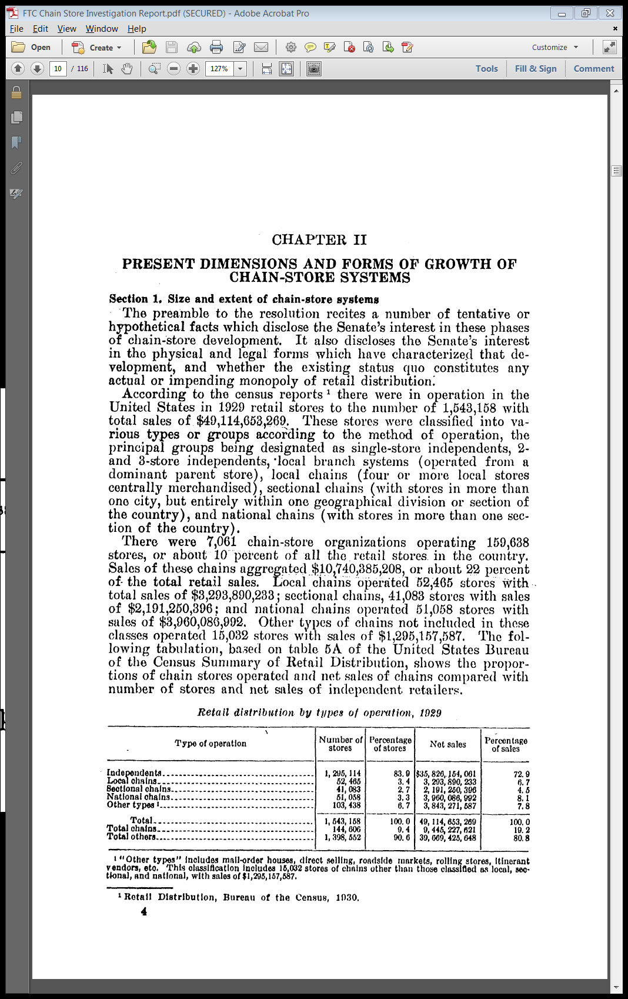 FTC Chain Store Investigation Report.pdf (SECURED) - Adobe Acrobat Pro
File Edit View Window Help
Open Create Customize
10 / 116 127% Tools Fill & Sign Comment
CHAPTER II
PRESENT DIMENSIONS AND FORMS OF GROWTH OF
CHAIN-STORE SYSTEMS
Section 1. Size and extent of chain-store systems
The preamble to the resolution recites a number of tentative or
hypothetical facts which disclose the Senate's interest in these phases
of chain-store development. It also discloses the Senate's interest
in the physical and legal forms which have characterized that de-
velopment, and whether the existing status quo constitutes any
actual or impending monopoly of retail distribution.
According to the census reports ¹ there were in operation in the
United States in 1929 retail stores to the number of 1,543,158 with
total sales of $49,114,653,269. These stores were classified into va-
rious types or groups according to the method of operation, the
principal groups being designated as single-store independents, 2-
and 3-store independents, local branch systems (operated from a
dominant parent store), local chains (four or more local stores
centrally merchandised), sectional chains (with stores in more than
one city, but entirely within one geographical division or section of
the country), and national chains (with stores in more than one sec-
tion of the country).
There were 7,061 chain-store organizations operating 159,638
stores, or about 10 percent of all the retail stores in the country.
Sales of these chains aggregated $10,740,385,208, or about 22 percent
of the total retail sales. Local chains operated 52,465 stores with
total sales of $3,293,890,233; sectional chains, 41,083 stores with sales
of $2,191,250,396; and national chains operated 51,058 stores with
sales of $3,960,086,992. Other types of chains not included in these
classes operated 15,032 stores with sales of $1,295,157,587. The fol-
lowing tabulation, based on table 5A of the United States Bureau
of the Census Summary of Retail Distribution, shows the propor-
tions of chain stores operated and net sales of chains compared with
number of stores and net sales of independent retailers.
Retail distribution by types of operation, 1929
Type of operation Number of stores Percentage of stores Net sales Percentage of sales
Independents 1,295,114 83.9 $35,826,154,061 72.9
Local chains 52,465 3.4 3,293,890,233 6.7
Sectional chains 41,083 2.7 2,191,250,396 4.5
National chains 51,058 3.3 3,960,086,992 8.1
Other types ¹ 103,438 6.7 3,843,271,587 7.8
Total 1,543,158 100.0 49,114,653,269 100.0
Total chains 144,606 9.4 9,445,227,621 19.2
Total others 1,398,552 90.6 39,669,425,648 80.8
¹ "Other types" includes mail-order houses, direct selling, roadside markets, rolling stores, itinerant
vendors, etc. This classification includes 15,032 stores of chains other than those classified as local, sec-
tional, and national, with sales of $1,295,157,587.
¹ Retail Distribution, Bureau of the Census, 1930.
4